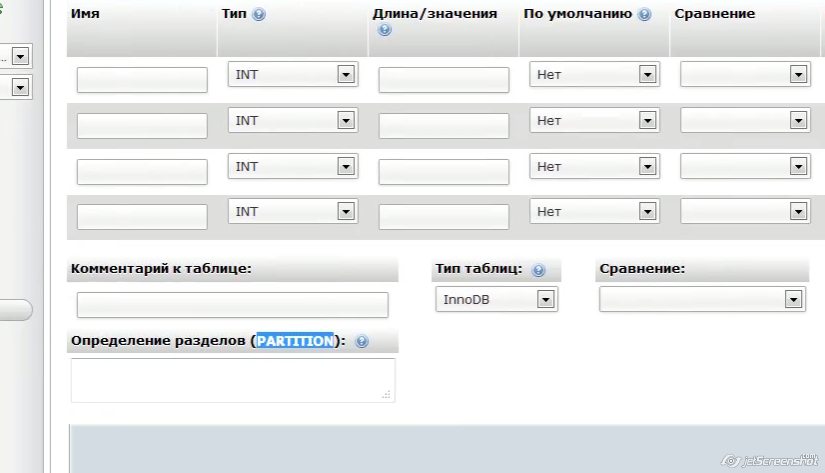 Имя Тип Длина/значения По умолчанию Сравнение
INT Нет
INT Нет
INT Нет
INT Нет
Комментарий к таблице: Тип таблиц: Сравнение:
InnoDB
Определение разделов (PARTITION):
jetScreenshot.com